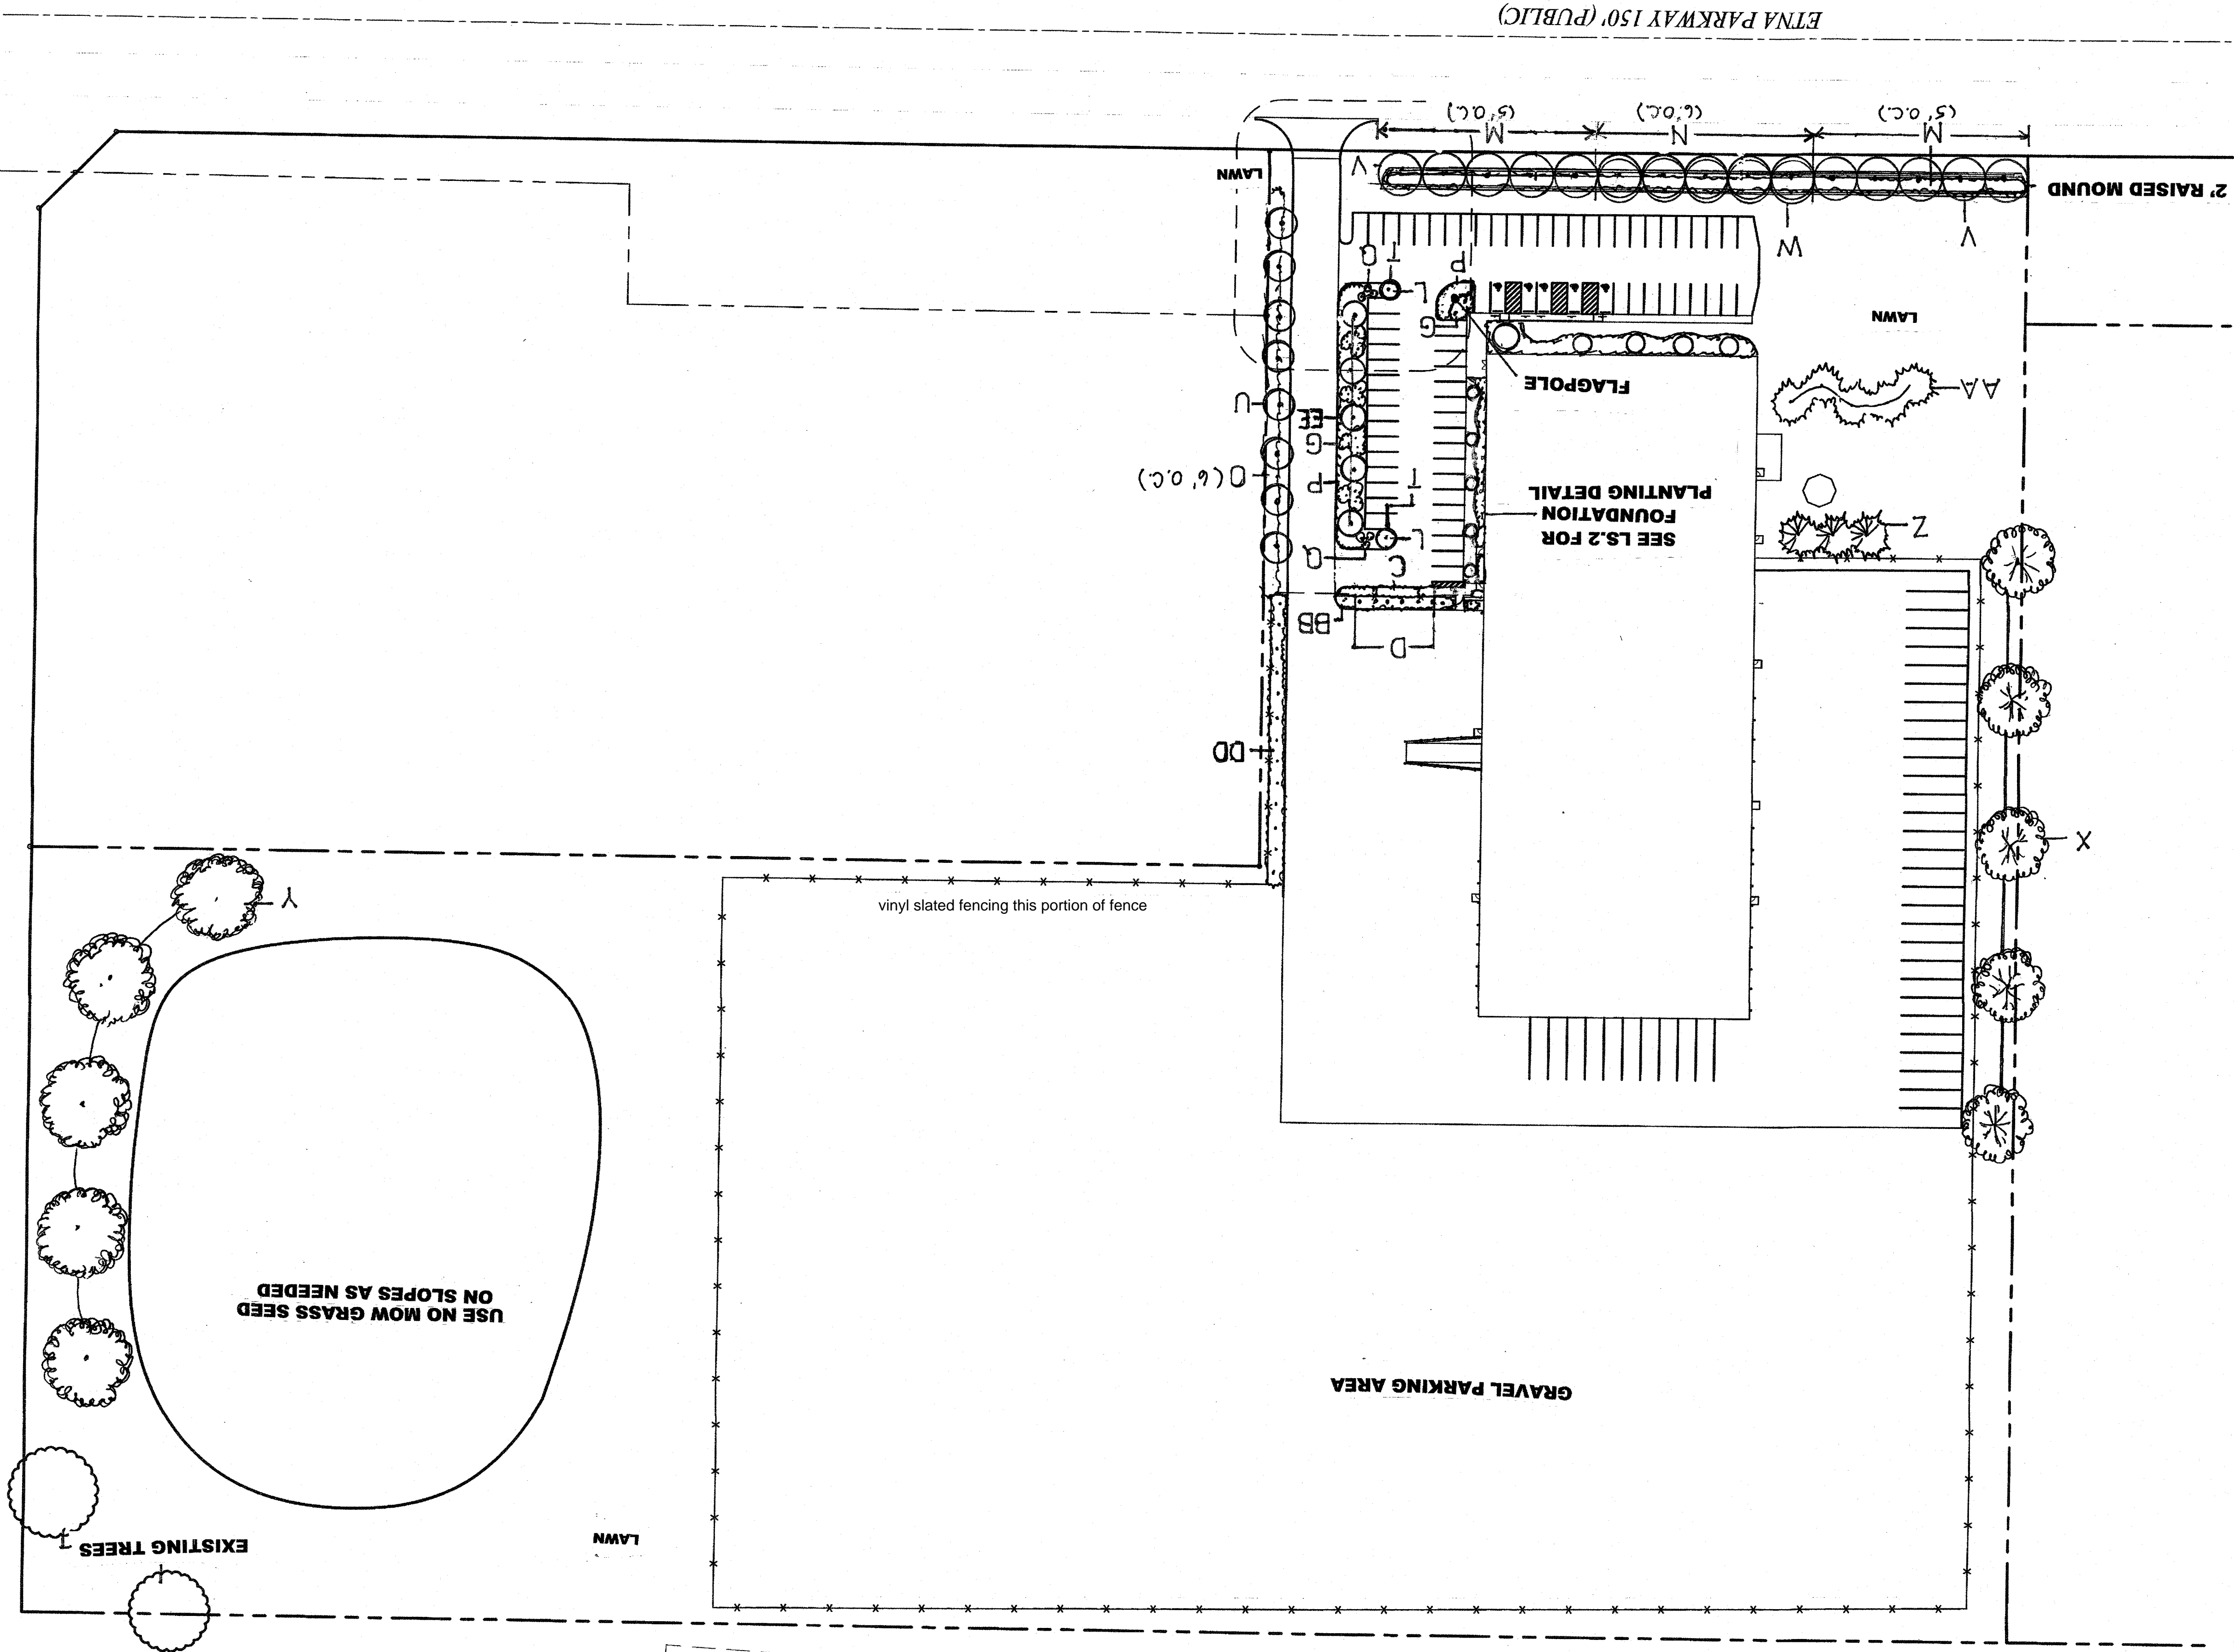 ETNA PARKWAY 150' (PUBLIC)
M
(5' O.C.)
N
(6' O.C.)
M
(5' O.C.)
2' RAISED MOUND
V
W
V
LAWN
LAWN
Q
T
P
L
G
FLAGPOLE
AA
U
EE
G
O (6' O.C.)
P
T
L
Q
C
BB
D
SEE LS.2 FOR
FOUNDATION
PLANTING DETAIL
Z
DD
X
vinyl slated fencing this portion of fence
Y
USE NO MOW GRASS SEED
ON SLOPES AS NEEDED
GRAVEL PARKING AREA
EXISTING TREES
LAWN